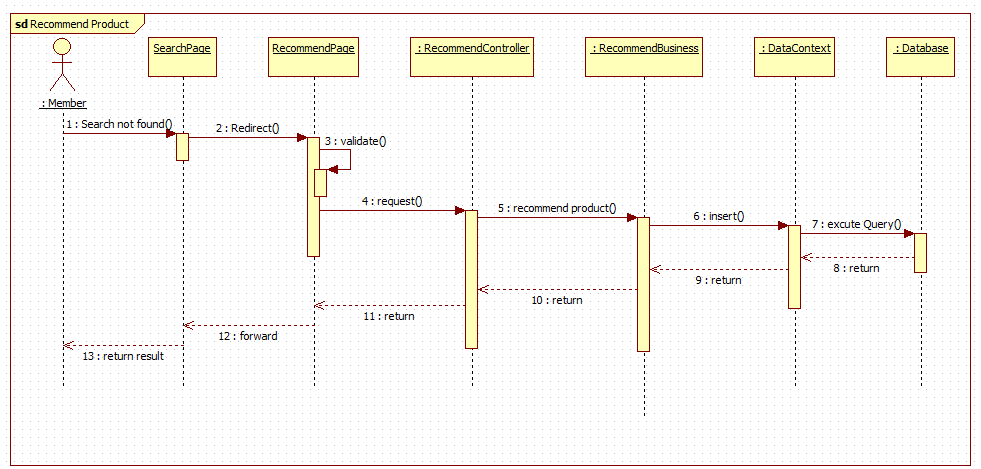 sd Recommend Product
SearchPage
RecommendPage
: RecommendController
: RecommendBusiness
: DataContext
: Database
: Member
1 : Search not found()
2 : Redirect()
3 : validate()
4 : request()
5 : recommend product()
6 : insert()
7 : excute Query()
8 : return
9 : return
10 : return
11 : return
12 : forward
13 : return result